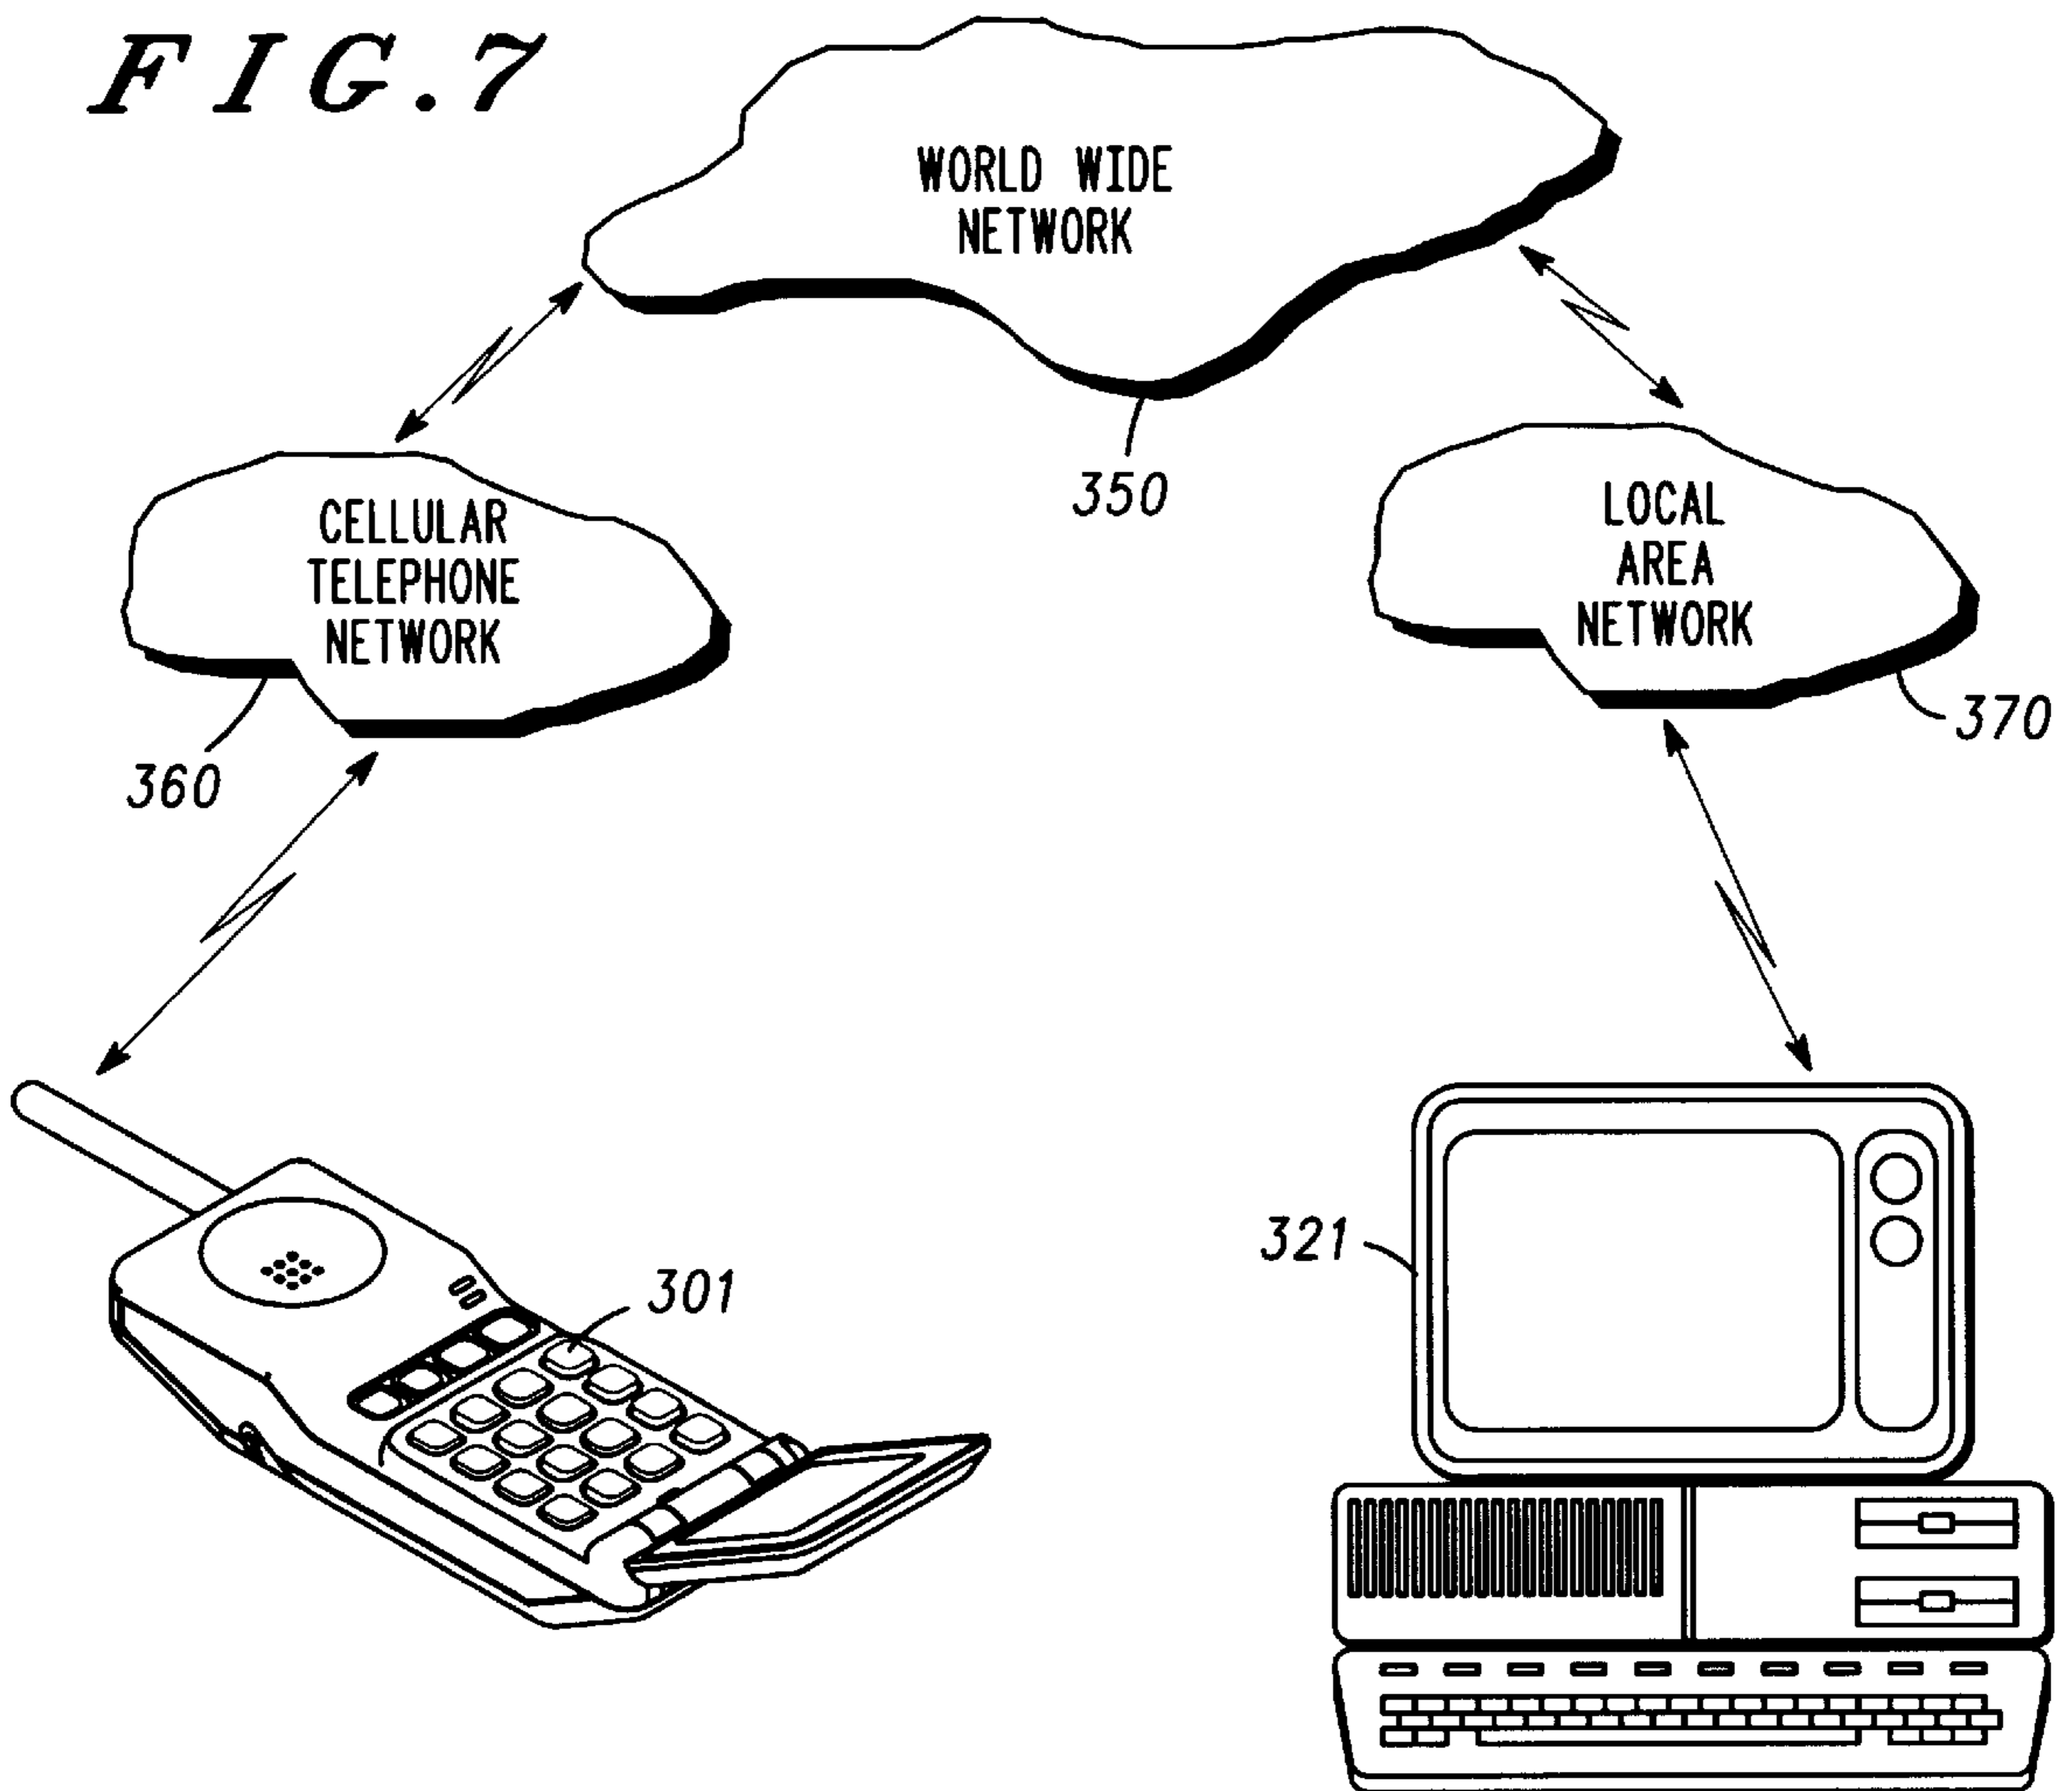 FIG.7
WORLD WIDE
NETWORK
350
CELLULAR
TELEPHONE
NETWORK
360
LOCAL
AREA
NETWORK
370
301
321